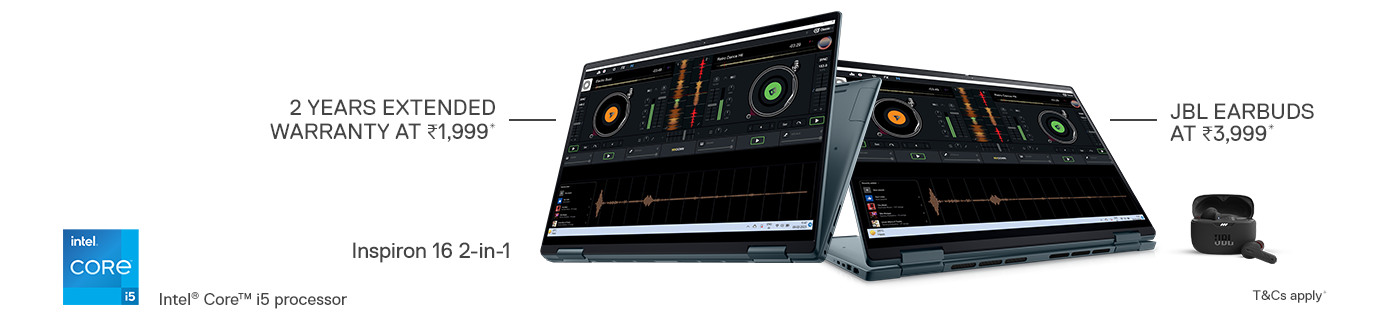 2 YEARS EXTENDED
WARRANTY AT ₹1,999*
JBL EARBUDS
AT ₹3,999*
Inspiron 16 2-in-1
intel.
CORE
i5
Intel® Core™ i5 processor
JBL
T&Cs apply*